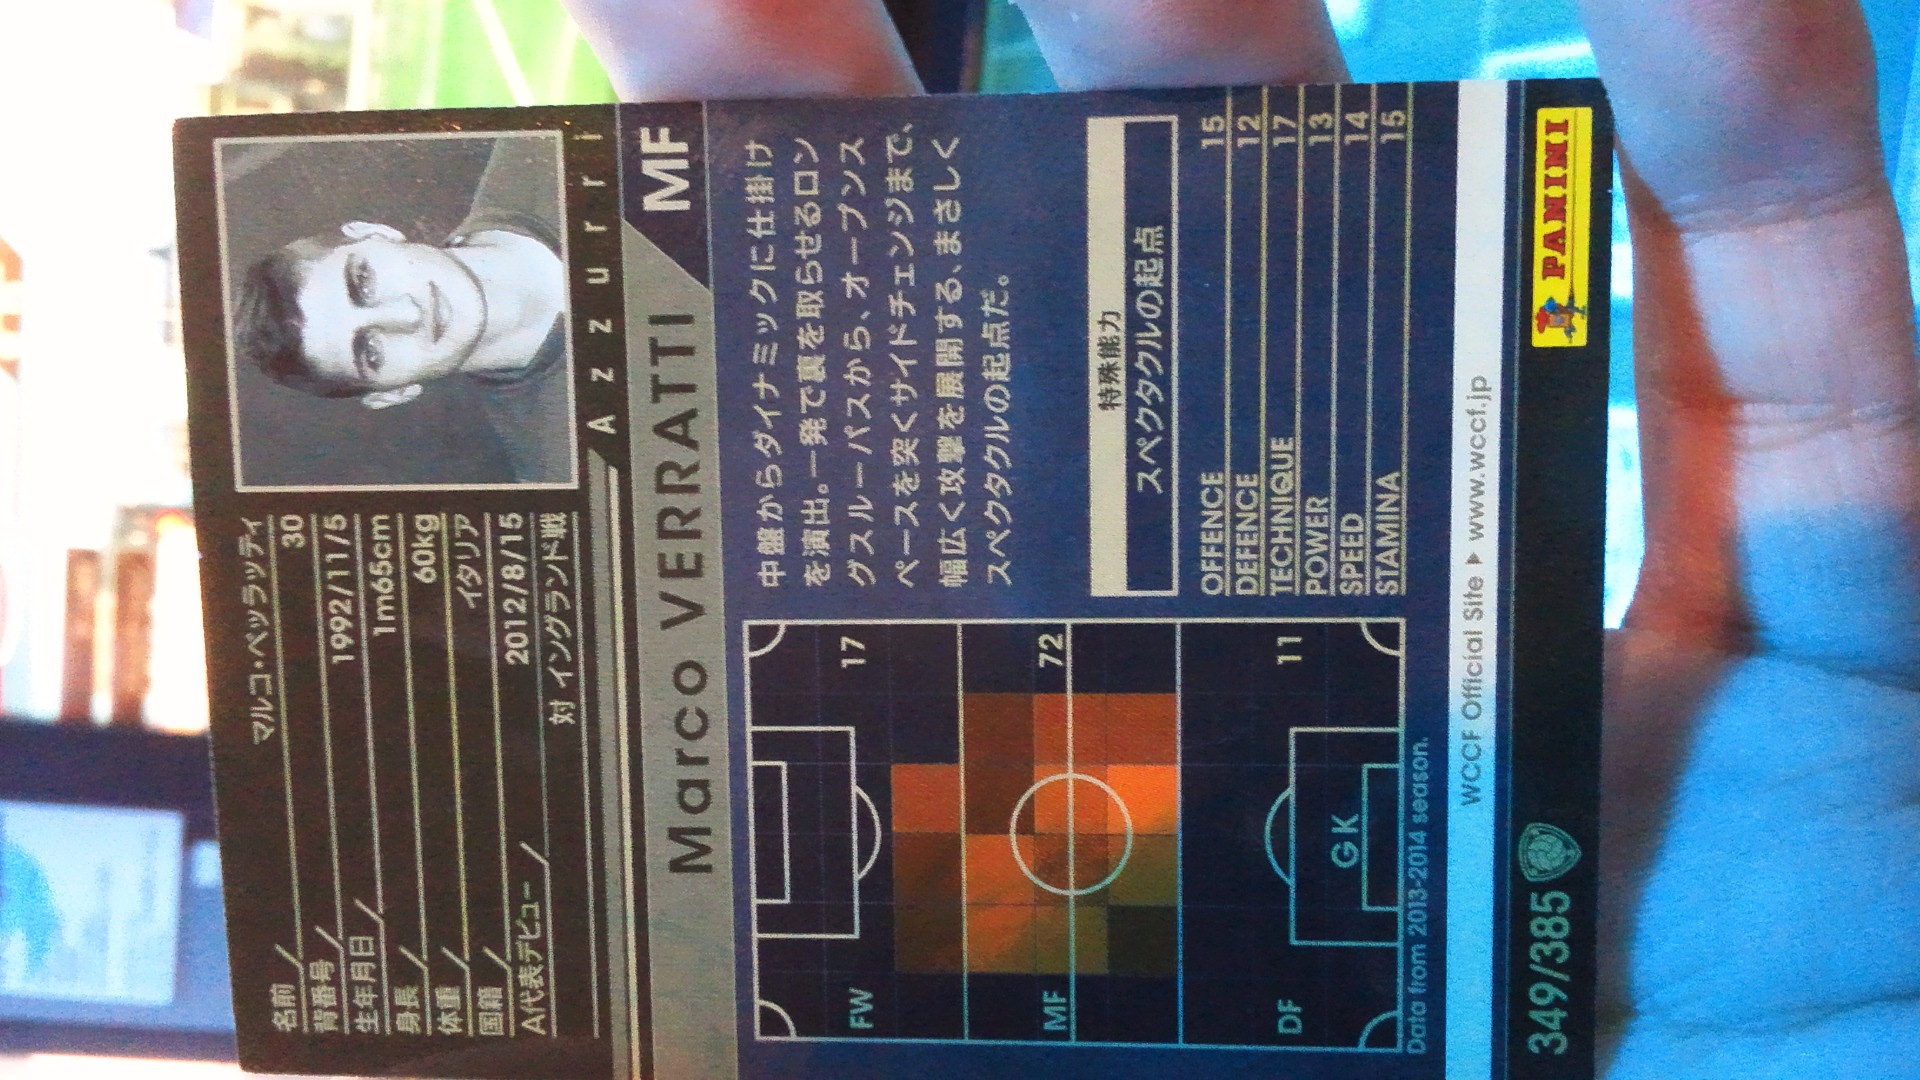 名前/マルコ・ベッラッティ
背番号/30
生年月日/1992/11/5
身長/1m65cm
体重/60kg
国籍/イタリア
A代表デビュー/2012/8/15
対 イングランド戦
Azzurri
Marco VERRATTI MF
中盤からダイナミックに仕掛け
を演出。一発で裏を取らせるロン
グスルーパスから、オープンス
ペースを突くサイドチェンジまで、
幅広く攻撃を展開する、まさしく
スペクタクルの起点だ。
FW 17
MF 72
DF 11
GK
Data from 2013-2014 season.
特殊能力
スペクタクルの起点
OFFENCE 15
DEFENCE 12
TECHNIQUE 17
POWER 13
SPEED 14
STAMINA 15
WCCF Official Site ▶ www.wccf.jp
349/385 PANINI